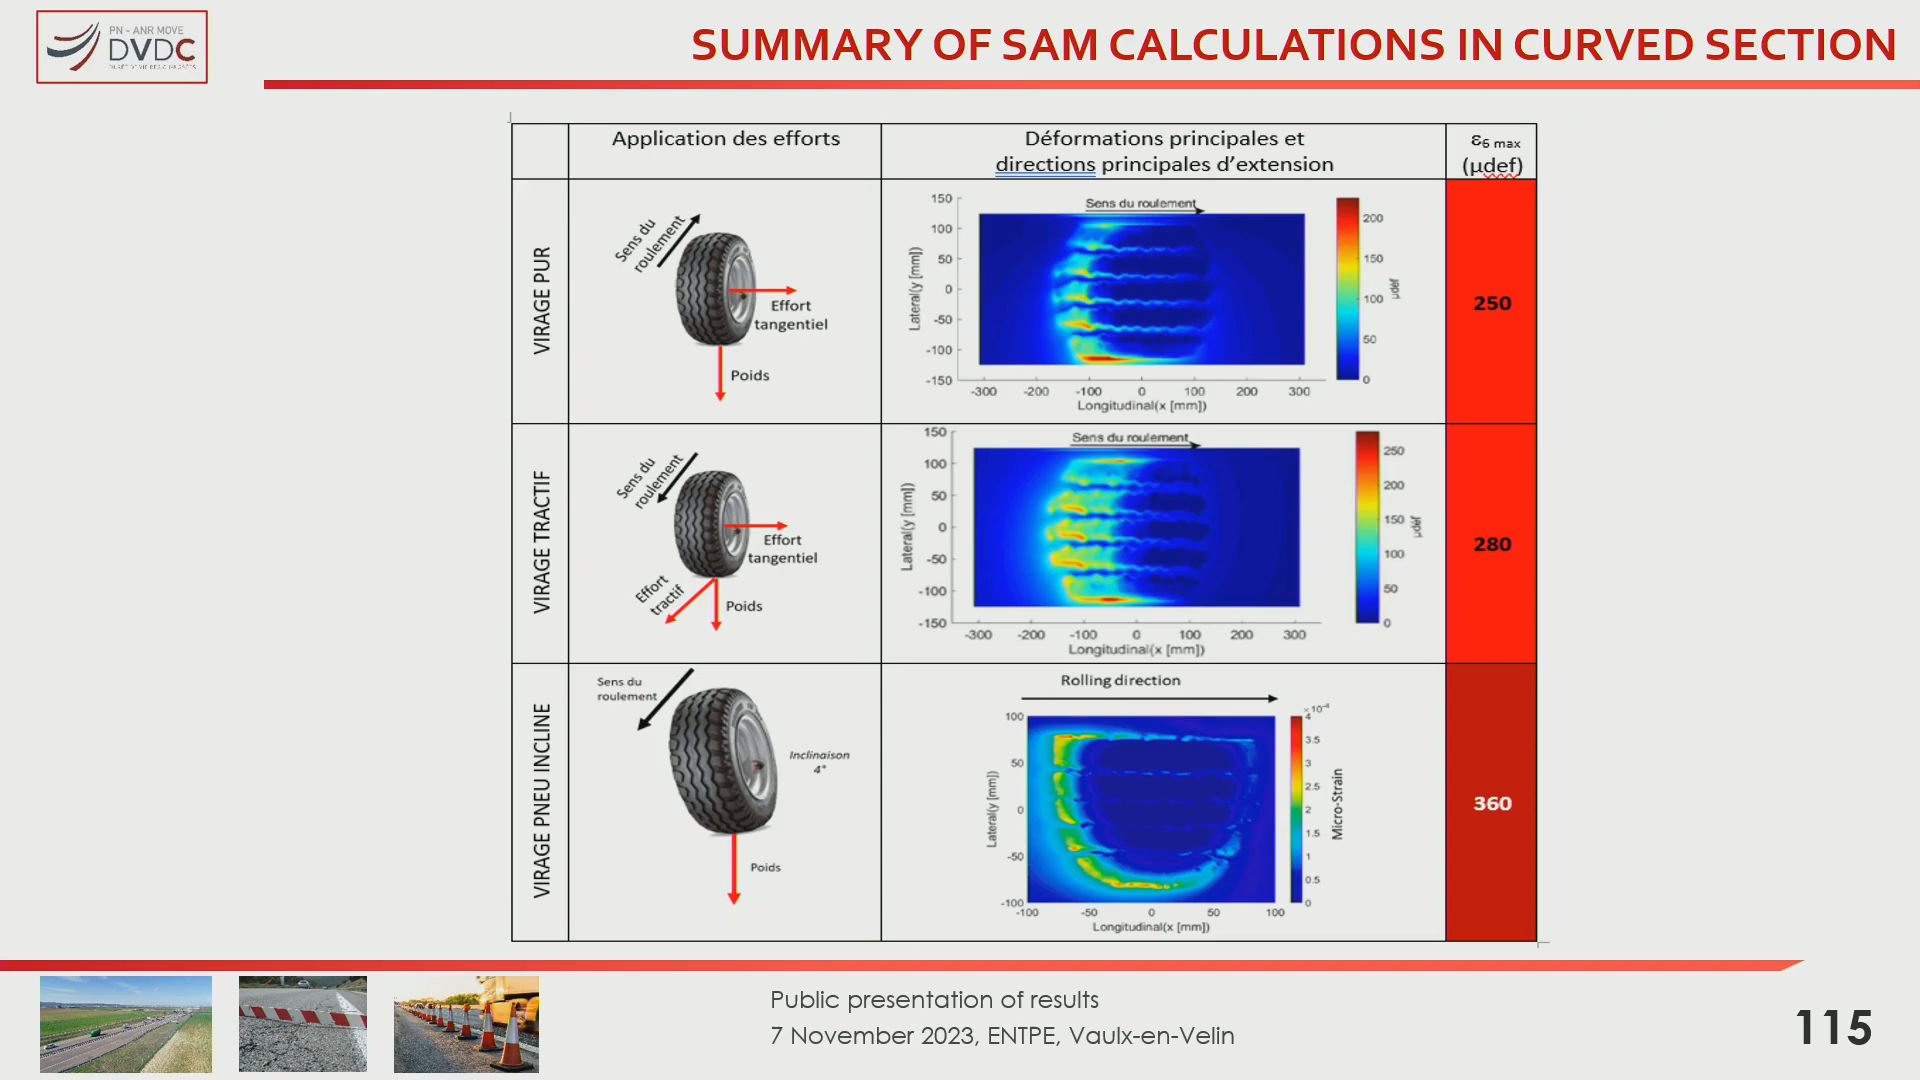 PN - ANR MOVE
DVDC
SUMMARY OF SAM CALCULATIONS IN CURVED SECTION
Application des efforts
Déformations principales et
directions principales d'extension
ε6 max
(µdef)
VIRAGE PUR
Sens du
roulement
Effort
tangentiel
Poids
Sens du roulement
150
100
50
0
-50
-100
-150
Lateral(y [mm])
-300 -200 -100 0 100 200 300
Longitudinal(x [mm])
200
150
100
50
0
µdef
250
VIRAGE TRACTIF
Sens du
roulement
Effort
tangentiel
Effort
tractif
Poids
Sens du roulement
150
100
50
0
-50
-100
-150
Lateral(y [mm])
-300 -200 -100 0 100 200 300
Longitudinal(x [mm])
250
200
150
100
50
0
µdef
280
VIRAGE PNEU INCLINE
Sens du
roulement
Inclinaison
4°
Poids
Rolling direction
100
50
0
-50
-100
Lateral(y [mm])
-100 -50 0 50 100
Longitudinal(x [mm])
×10-4
4
3.5
3
2.5
2
1.5
1
0.5
0
Micro-Strain
360
Public presentation of results
7 November 2023, ENTPE, Vaulx-en-Velin
115